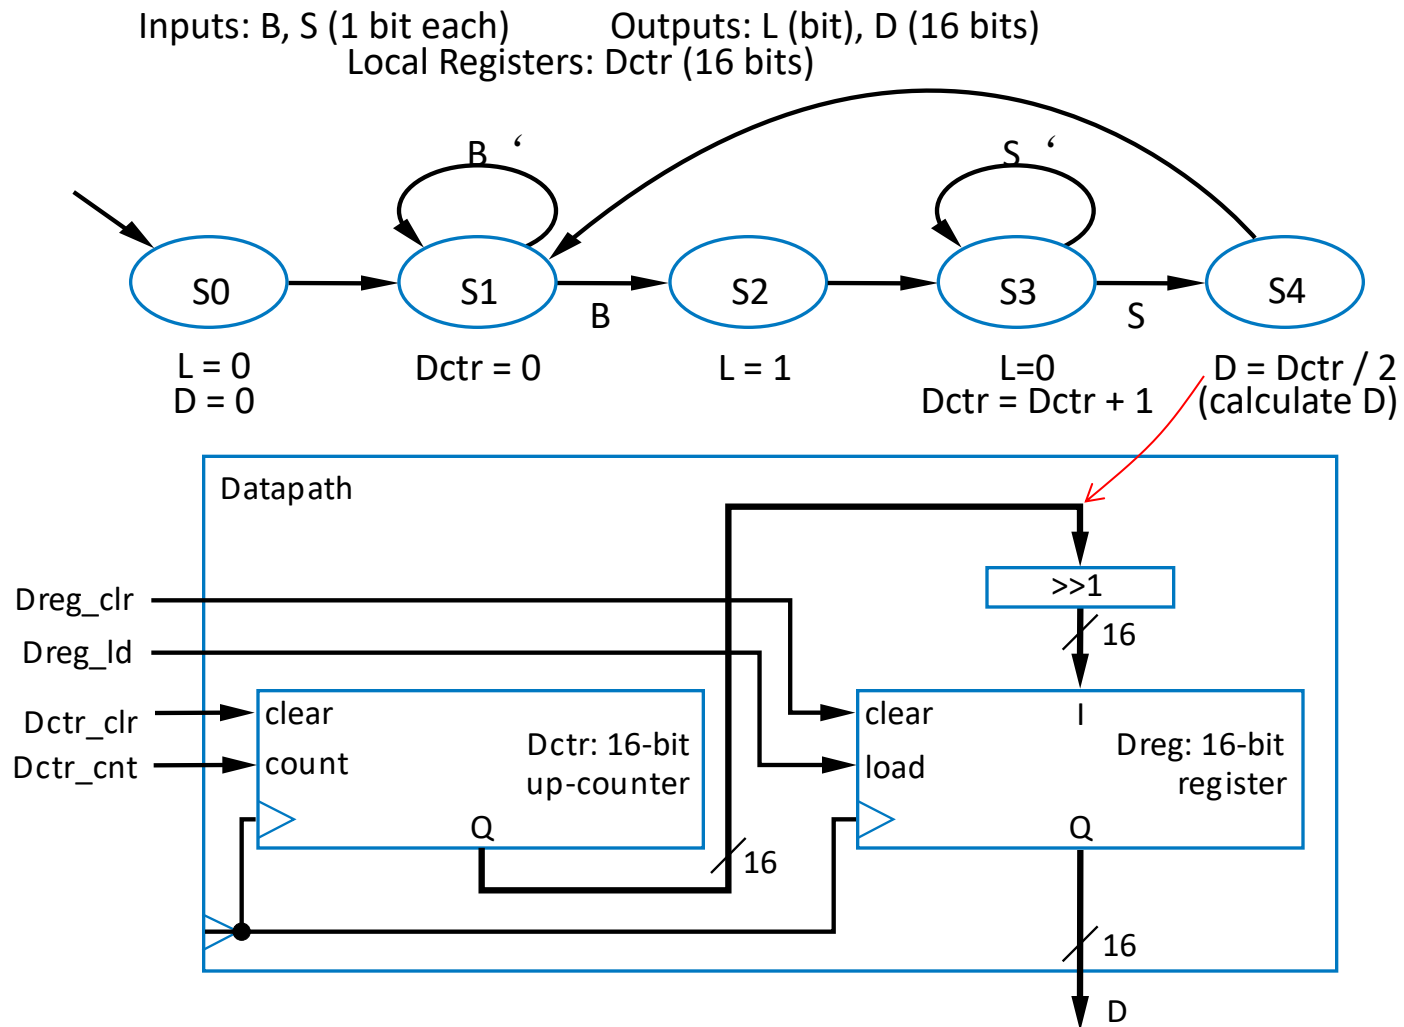 Inputs: B, S (1 bit each) Outputs: L (bit), D (16 bits)
Local Registers: Dctr (16 bits)
B ‘
S ‘
S0
S1
S2
S3
S4
B
S
L = 0
D = 0
Dctr = 0
L = 1
L=0
Dctr = Dctr + 1
D = Dctr / 2
(calculate D)
Datapath
>>1
16
Dreg_clr
Dreg_ld
Dctr_clr
Dctr_cnt
clear
count
Dctr: 16-bit
up-counter
Q
16
clear
load
I
Dreg: 16-bit
register
Q
16
D